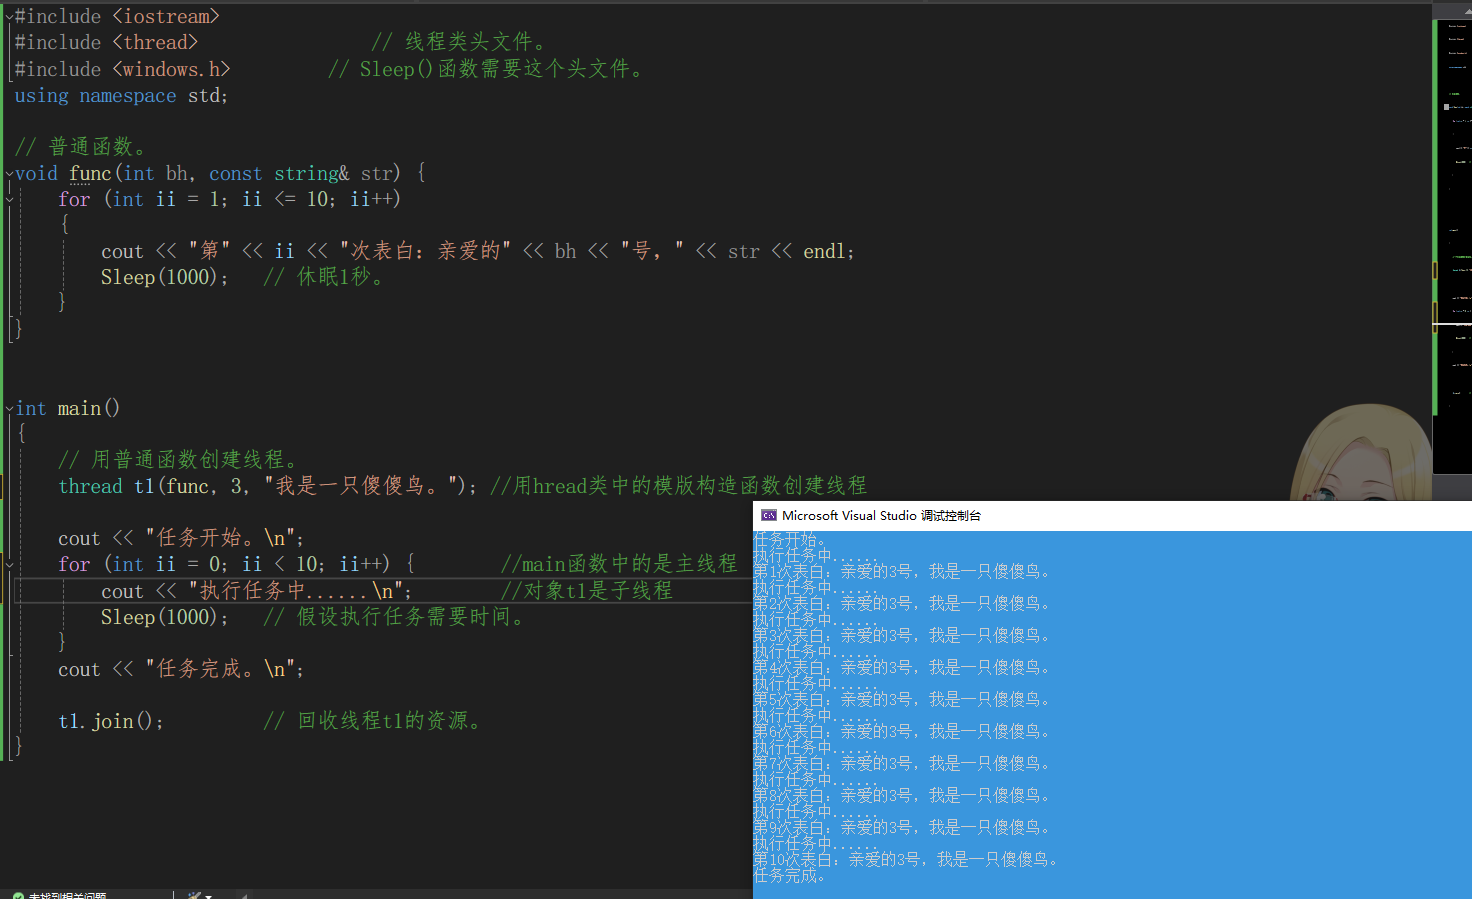 #include <iostream>
#include <thread> // 线程类头文件。
#include <windows.h> // Sleep()函数需要这个头文件。
using namespace std;
// 普通函数。
void func(int bh, const string& str) {
for (int ii = 1; ii <= 10; ii++)
{
cout << "第" << ii << "次表白：亲爱的" << bh << "号，" << str << endl;
Sleep(1000); // 休眠1秒。
}
}
int main()
{
// 用普通函数创建线程。
thread t1(func, 3, "我是一只傻傻鸟。"); //用hread类中的模版构造函数创建线程
cout << "任务开始。\n";
for (int ii = 0; ii < 10; ii++) { //main函数中的是主线程
cout << "执行任务中......\n"; //对象t1是子线程
Sleep(1000); // 假设执行任务需要时间。
}
cout << "任务完成。\n";
t1.join(); // 回收线程t1的资源。
}
Microsoft Visual Studio 调试控制台
任务开始。
执行任务中......
第1次表白：亲爱的3号，我是一只傻傻鸟。
执行任务中......
第2次表白：亲爱的3号，我是一只傻傻鸟。
执行任务中......
第3次表白：亲爱的3号，我是一只傻傻鸟。
执行任务中......
第4次表白：亲爱的3号，我是一只傻傻鸟。
执行任务中......
第5次表白：亲爱的3号，我是一只傻傻鸟。
执行任务中......
第6次表白：亲爱的3号，我是一只傻傻鸟。
执行任务中......
第7次表白：亲爱的3号，我是一只傻傻鸟。
执行任务中......
第8次表白：亲爱的3号，我是一只傻傻鸟。
执行任务中......
第9次表白：亲爱的3号，我是一只傻傻鸟。
执行任务中......
第10次表白：亲爱的3号，我是一只傻傻鸟。
任务完成。
未找到相关问题